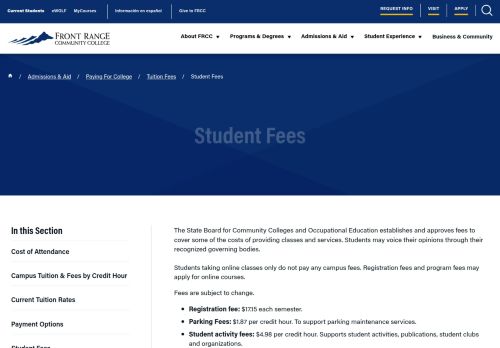 Current Students eWOLF MyCourses Información en español Give to FRCC REQUEST INFO VISIT APPLY
FRONT RANGE
COMMUNITY COLLEGE
About FRCC Programs & Degrees Admissions & Aid Student Experience Business & Community
/ Admissions & Aid / Paying For College / Tuition Fees / Student Fees
Student Fees
In this Section
Cost of Attendance
Campus Tuition & Fees by Credit Hour
Current Tuition Rates
Payment Options
Student Fees
The State Board for Community Colleges and Occupational Education establishes and approves fees to
cover some of the costs of providing classes and services. Students may voice their opinions through their
recognized governing bodies.
Students taking online classes only do not pay any campus fees. Registration fees and program fees may
apply for online courses.
Fees are subject to change.
• Registration fee: $17.15 each semester.
• Parking Fees: $1.87 per credit hour. To support parking maintenance services.
• Student activity fees: $4.98 per credit hour. Supports student activities, publications, student clubs
and organizations.